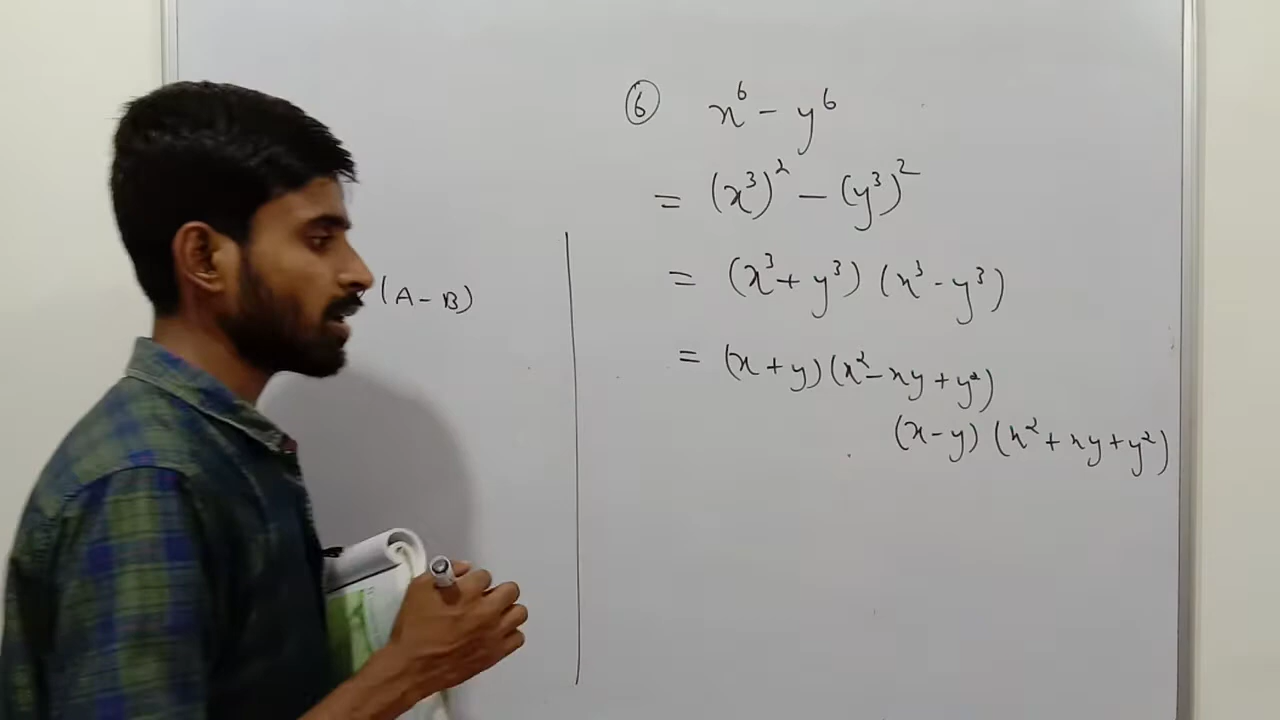 ⑥ x⁶ - y⁶
= (x³)² - (y³)²
= (x³ + y³) (x³ - y³)
(A - B)
= (x + y) (x² - xy + y²)
(x - y) (x² + xy + y²)